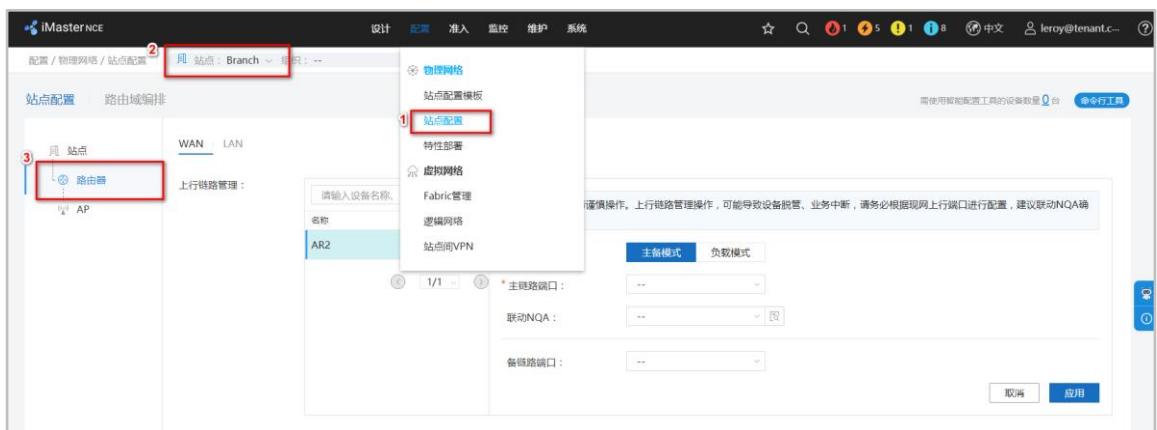 iMaster NCE 设计 配置 准入 监控 维护 系统 1 5 1 8 中文 leroy@tenant.c...
配置 / 物理网络 / 站点配置 2 站点：Branch 组织：--
物理网络
站点配置 路由域编排 站点配置模板 需使用智能配置工具的设备数量 0 台 命令行工具
1 站点配置
站点 WAN LAN 特性部署
3 虚拟网络
路由器 上行链路管理： 请输入设备名称、 Fabric管理 谨慎操作。上行链路管理操作，可能导致设备脱管、业务中断，请务必根据现网上行端口进行配置，建议联动NQA确
AP 名称 逻辑网络
AR2 站点间VPN 主备模式 负载模式
1/1 * 主链路端口： --
联动NQA： --
备链路端口： --
取消 应用